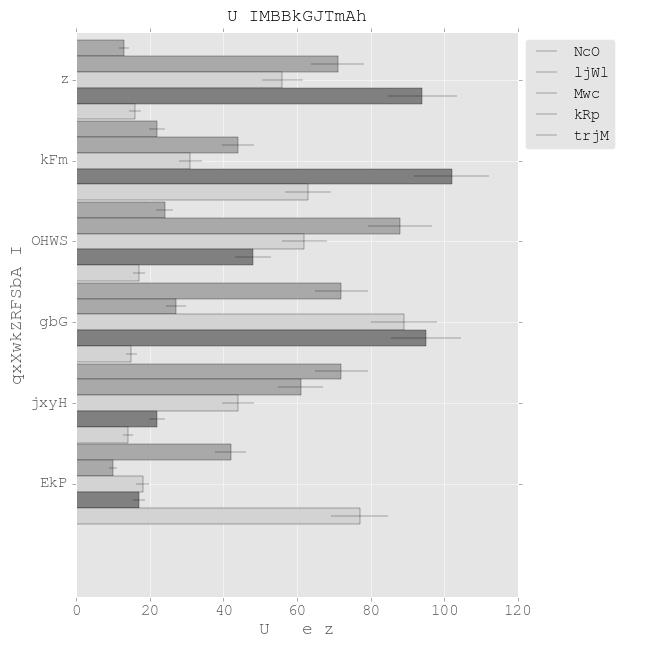 U IMBBkGJTmAh
NcO
ljWl
Mwc
kRp
trjM
z
kFm
OHWS
gbG
jxyH
EkP
qxXwkZRFSbA I
0 20 40 60 80 100 120
U e z